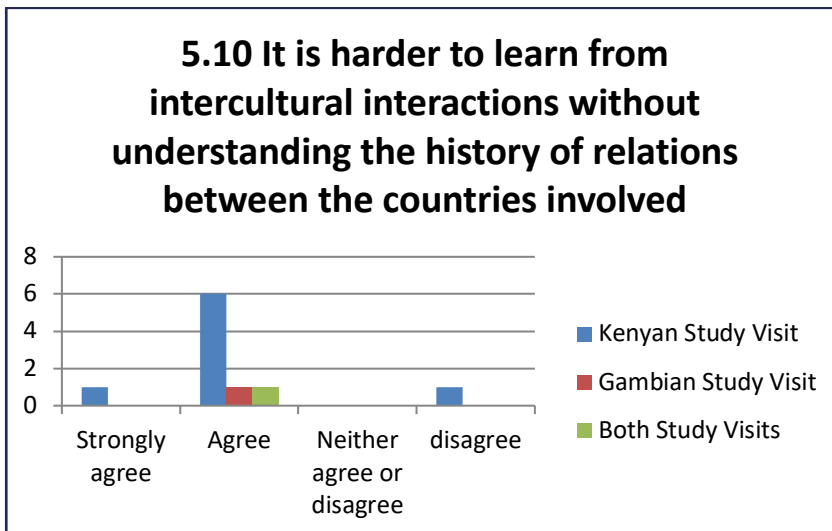 5.10 It is harder to learn from
intercultural interactions without
understanding the history of relations
between the countries involved
8
6
4
2
0
Strongly
agree
Agree
Neither
agree or
disagree
disagree
Kenyan Study Visit
Gambian Study Visit
Both Study Visits